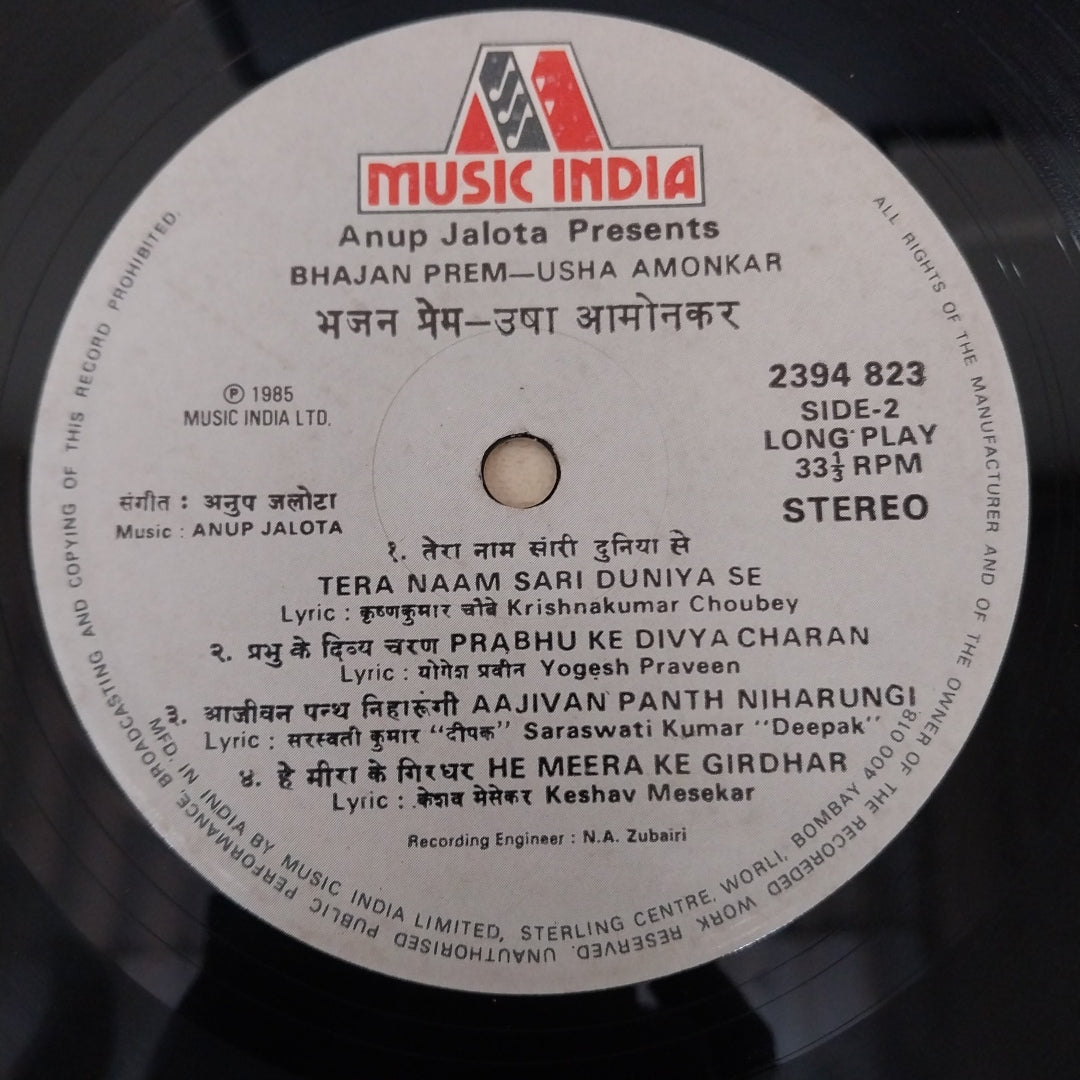 MUSIC INDIA
Anup Jalota Presents
BHAJAN PREM—USHA AMONKAR
भजन प्रेम—उषा आमोनकर
℗ 1985
MUSIC INDIA LTD.
2394 823
SIDE-2
LONG PLAY
33⅓ RPM
STEREO
संगीत : अनुप जलोटा
Music : ANUP JALOTA
१. तेरा नाम सांरी दुनिया से
TERA NAAM SARI DUNIYA SE
Lyric : कृष्णकुमार चौबे Krishnakumar Choubey
२. प्रभु के दिव्य चरण PRABHU KE DIVYA CHARAN
Lyric : योगेश प्रवीन Yogesh Praveen
३. आजीवन पन्थ निहारूंगी AAJIVAN PANTH NIHARUNGI
Lyric : सरस्वती कुमार “दीपक” Saraswati Kumar “Deepak”
४. हे मीरा के गिरधर HE MEERA KE GIRDHAR
Lyric : केशव मेसेकर Keshav Mesekar
Recording Engineer : N.A. Zubairi
MFD. IN INDIA BY MUSIC INDIA LIMITED, STERLING CENTRE, WORLI, BOMBAY 400 018.
ALL RIGHTS OF THE MANUFACTURER AND OF THE OWNER OF THE RECOREDED WORK RESERVED. UNAUTHORISED PUBLIC PERFORMANCE, BROADCASTING AND COPYING OF THIS RECORD PROHIBITED.